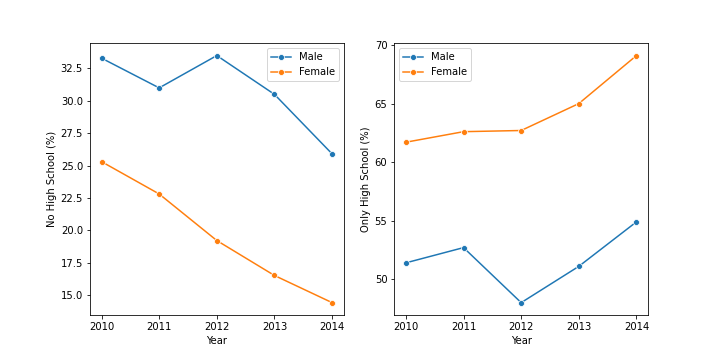 No High School (%)
32.5
30.0
27.5
25.0
22.5
20.0
17.5
15.0
2010 2011 2012 2013 2014
Year
Male
Female
Only High School (%)
70
65
60
55
50
2010 2011 2012 2013 2014
Year
Male
Female